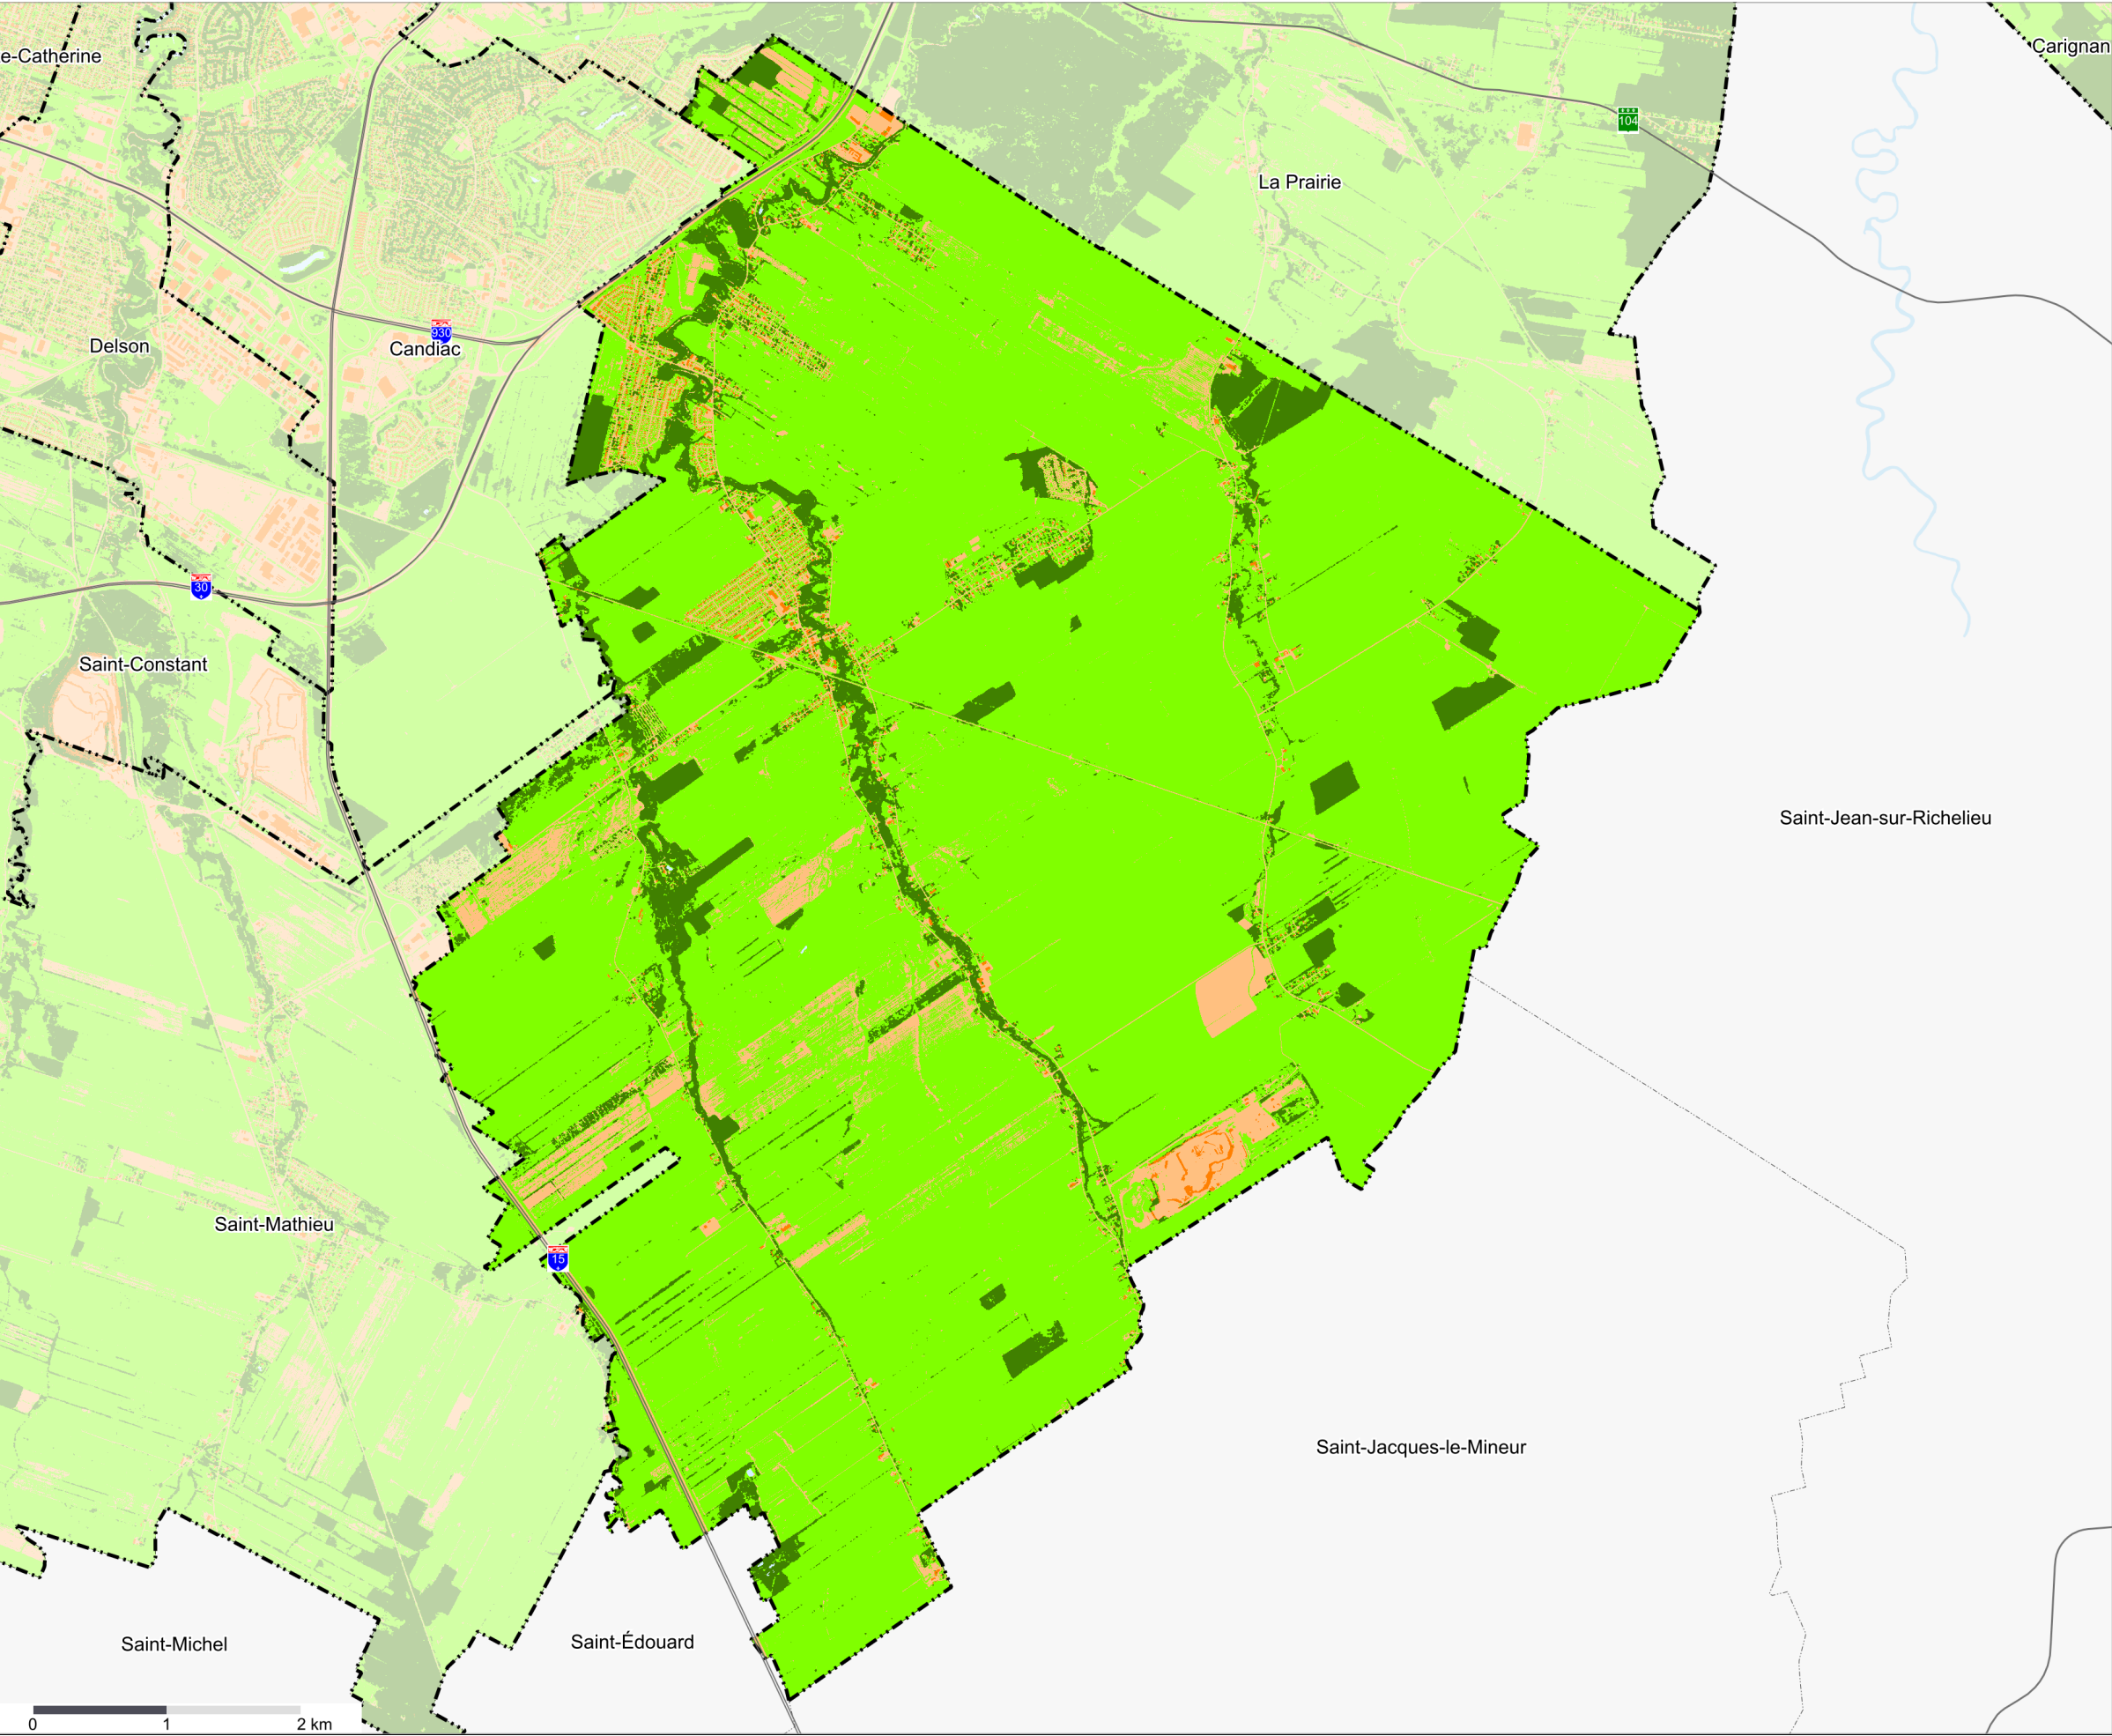 e-Catherine
Carignan
104
La Prairie
930
Delson
Candiac
30
Saint-Constant
Saint-Jean-sur-Richelieu
Saint-Mathieu
15
Saint-Jacques-le-Mineur
Saint-Michel
Saint-Édouard
0 1 2 km